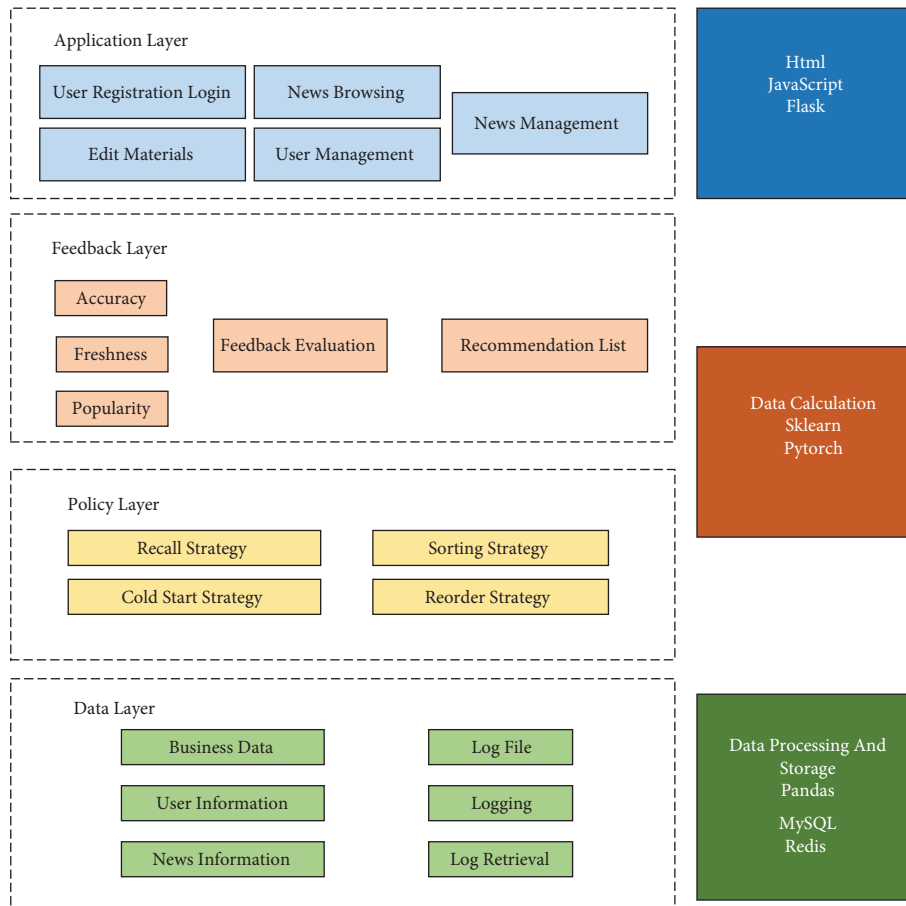 Application Layer
User Registration Login
News Browsing
News Management
Edit Materials
User Management
Html
JavaScript
Flask
Feedback Layer
Accuracy
Freshness
Popularity
Feedback Evaluation
Recommendation List
Data Calculation
Sklearn
Pytorch
Policy Layer
Recall Strategy
Sorting Strategy
Cold Start Strategy
Reorder Strategy
Data Layer
Business Data
Log File
User Information
Logging
News Information
Log Retrieval
Data Processing And
Storage
Pandas
MySQL
Redis